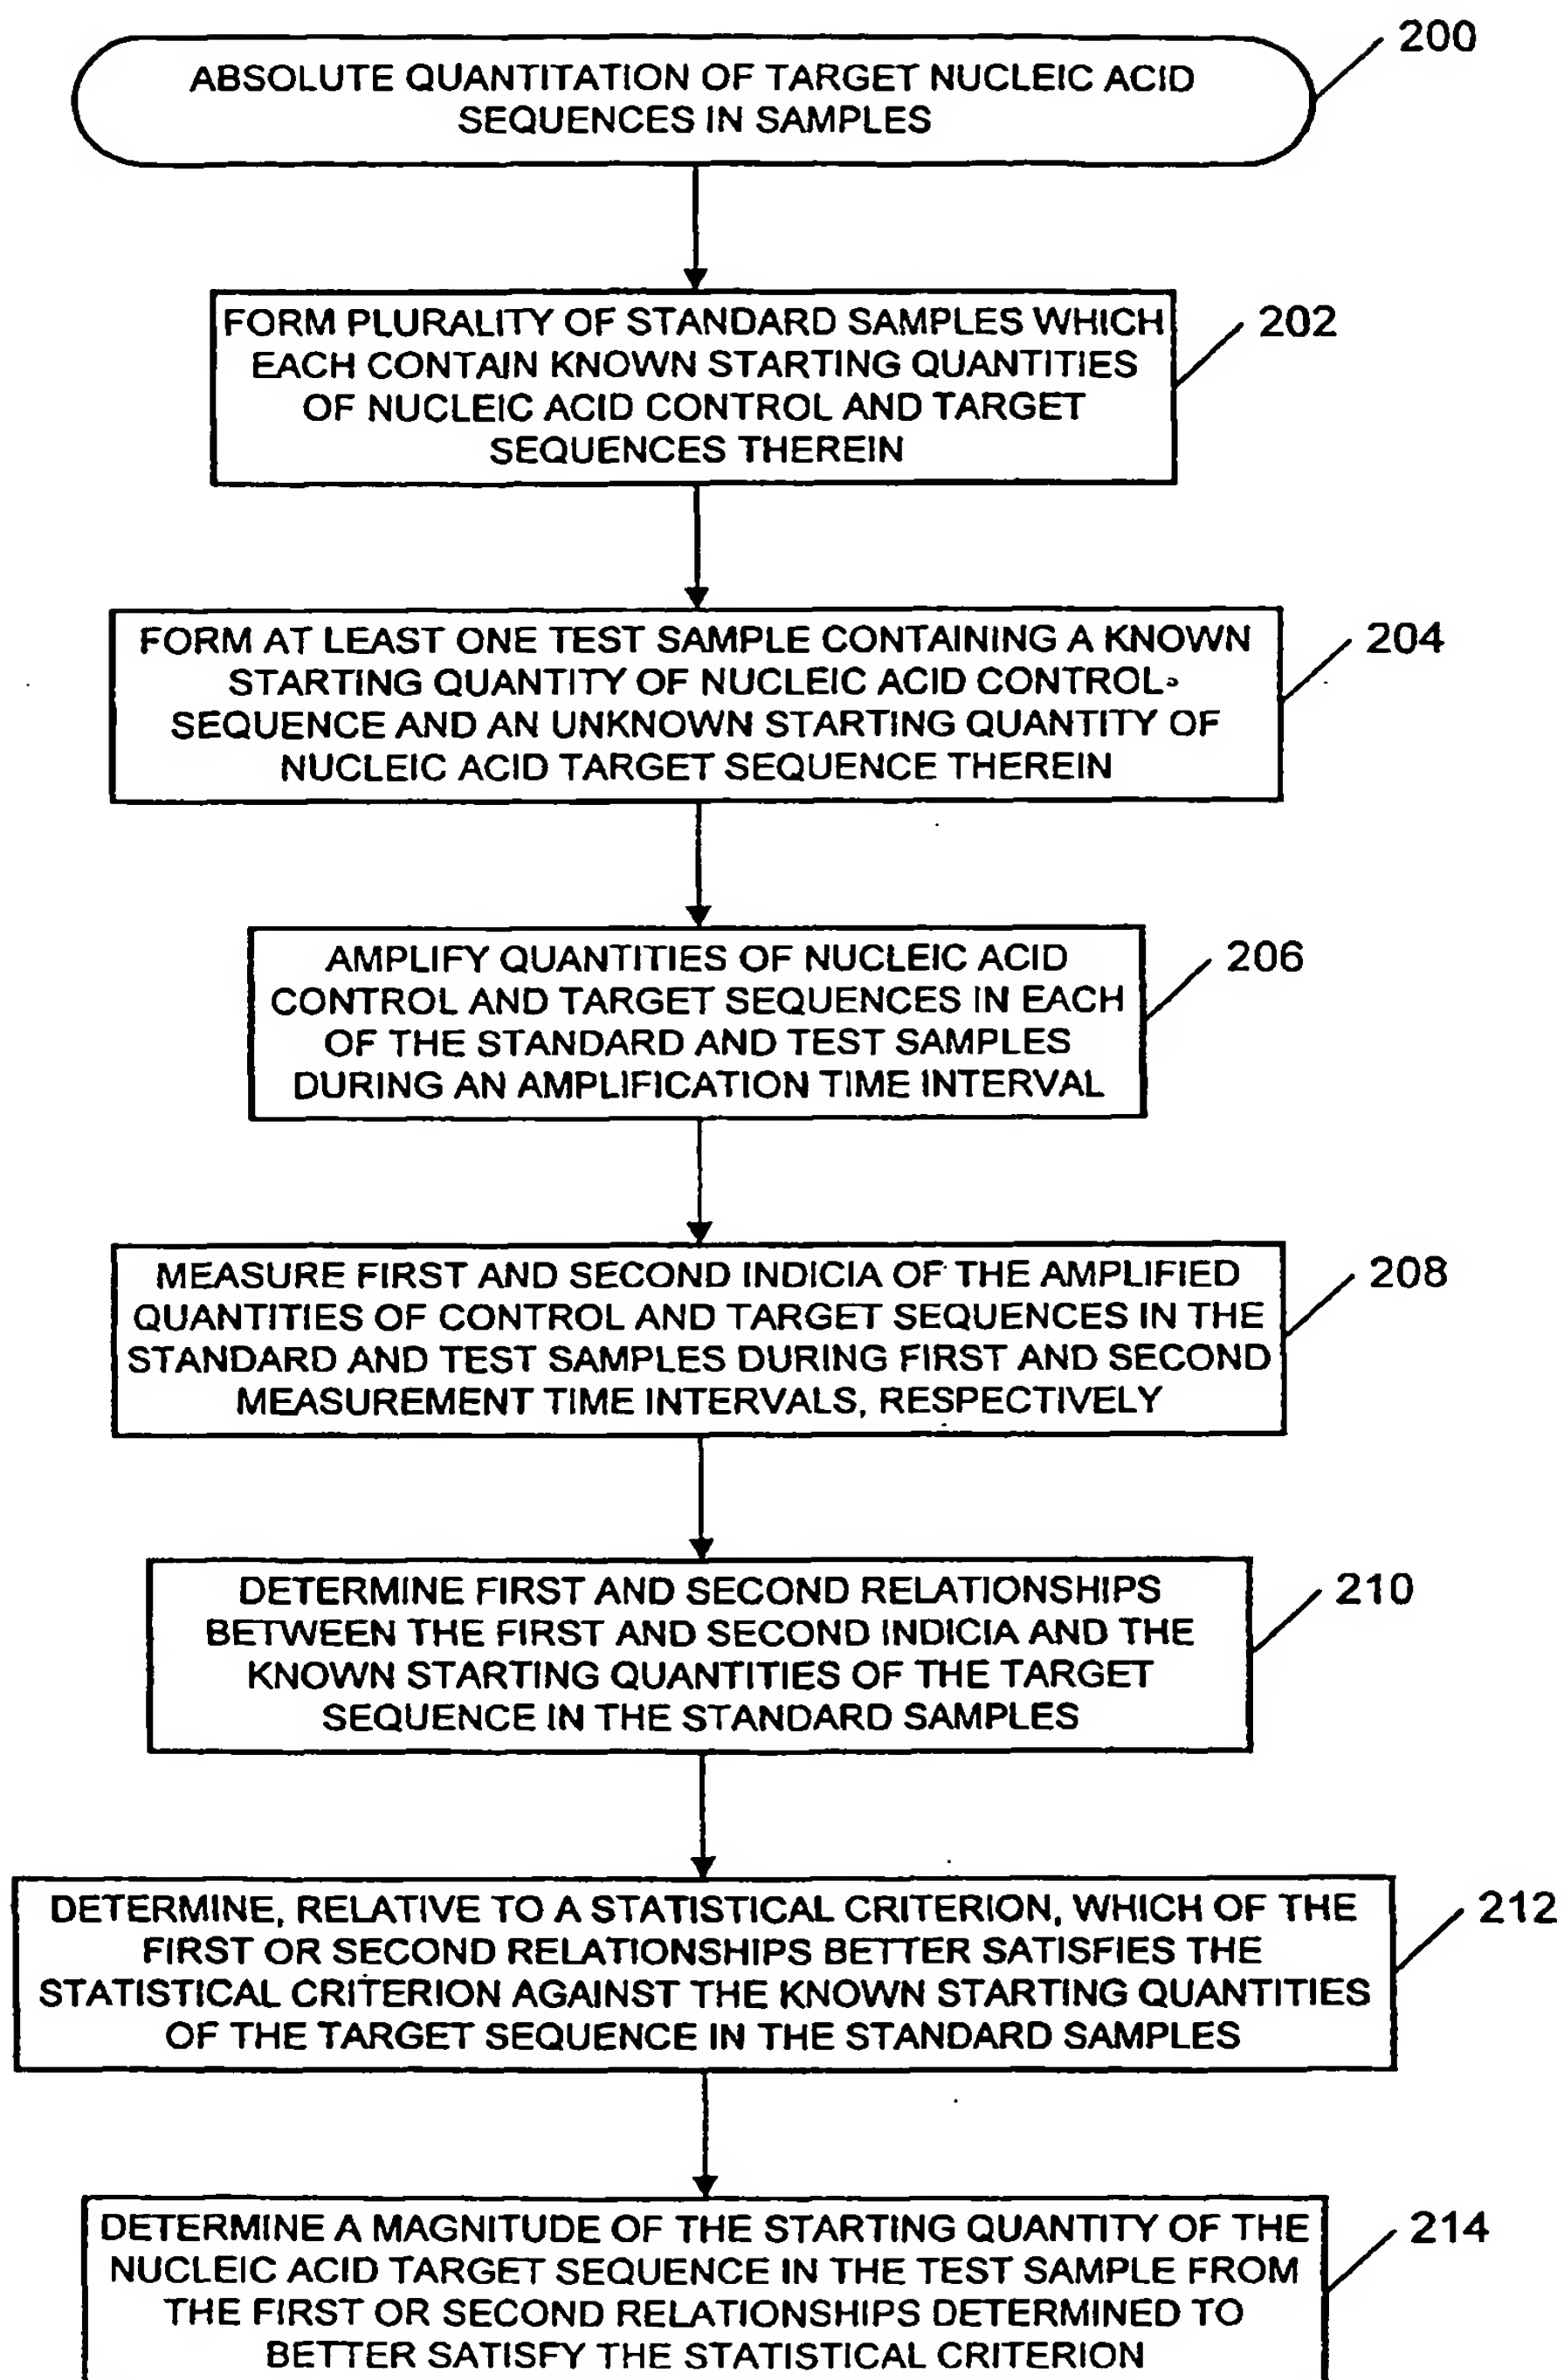 200
ABSOLUTE QUANTITATION OF TARGET NUCLEIC ACID
SEQUENCES IN SAMPLES
FORM PLURALITY OF STANDARD SAMPLES WHICH
EACH CONTAIN KNOWN STARTING QUANTITIES
OF NUCLEIC ACID CONTROL AND TARGET
SEQUENCES THEREIN
202
FORM AT LEAST ONE TEST SAMPLE CONTAINING A KNOWN
STARTING QUANTITY OF NUCLEIC ACID CONTROL
SEQUENCE AND AN UNKNOWN STARTING QUANTITY OF
NUCLEIC ACID TARGET SEQUENCE THEREIN
204
AMPLIFY QUANTITIES OF NUCLEIC ACID
CONTROL AND TARGET SEQUENCES IN EACH
OF THE STANDARD AND TEST SAMPLES
DURING AN AMPLIFICATION TIME INTERVAL
206
MEASURE FIRST AND SECOND INDICIA OF THE AMPLIFIED
QUANTITIES OF CONTROL AND TARGET SEQUENCES IN THE
STANDARD AND TEST SAMPLES DURING FIRST AND SECOND
MEASUREMENT TIME INTERVALS, RESPECTIVELY
208
DETERMINE FIRST AND SECOND RELATIONSHIPS
BETWEEN THE FIRST AND SECOND INDICIA AND THE
KNOWN STARTING QUANTITIES OF THE TARGET
SEQUENCE IN THE STANDARD SAMPLES
210
DETERMINE, RELATIVE TO A STATISTICAL CRITERION, WHICH OF THE
FIRST OR SECOND RELATIONSHIPS BETTER SATISFIES THE
STATISTICAL CRITERION AGAINST THE KNOWN STARTING QUANTITIES
OF THE TARGET SEQUENCE IN THE STANDARD SAMPLES
212
DETERMINE A MAGNITUDE OF THE STARTING QUANTITY OF THE
NUCLEIC ACID TARGET SEQUENCE IN THE TEST SAMPLE FROM
THE FIRST OR SECOND RELATIONSHIPS DETERMINED TO
BETTER SATISFY THE STATISTICAL CRITERION
214